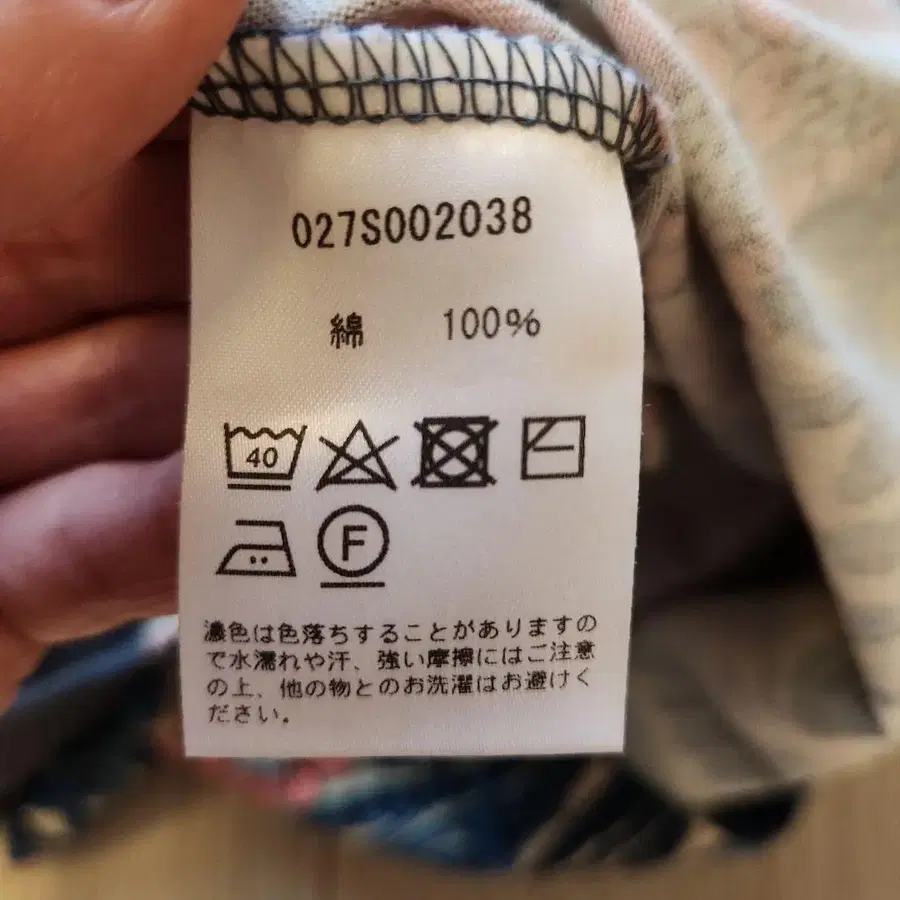 027S002038
綿 100%
40
F
濃色は色落ちすることがありますの
で水濡れや汗、強い摩擦にはご注意
の上、他の物とのお洗濯はお避けく
ださい。